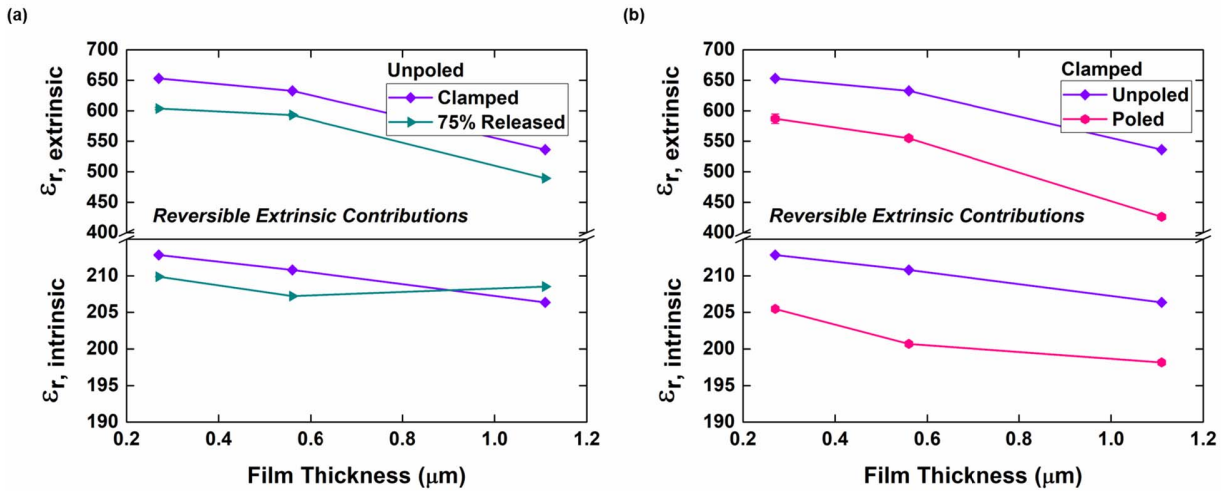 (a)
700
650
600
550
500
450
400
210
205
200
195
190
εr, extrinsic
εr, intrinsic
Unpoled
Clamped
75% Released
Reversible Extrinsic Contributions
0.2 0.4 0.6 0.8 1.0 1.2
Film Thickness (μm)
(b)
700
650
600
550
500
450
400
210
205
200
195
190
εr, extrinsic
εr, intrinsic
Clamped
Unpoled
Poled
Reversible Extrinsic Contributions
0.2 0.4 0.6 0.8 1.0 1.2
Film Thickness (μm)